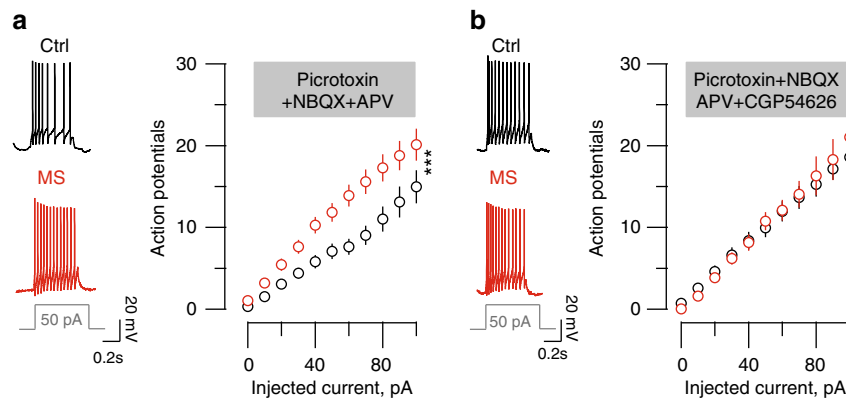 a
Ctrl
MS
50 pA
20 mV
0.2s
Action potentials
30
20
10
0
Picrotoxin
+NBQX+APV
***
0
40
80
Injected current, pA
b
Ctrl
MS
50 pA
20 mV
0.2s
Action potentials
30
20
10
0
Picrotoxin+NBQX
APV+CGP54626
0
40
80
Injected current, pA